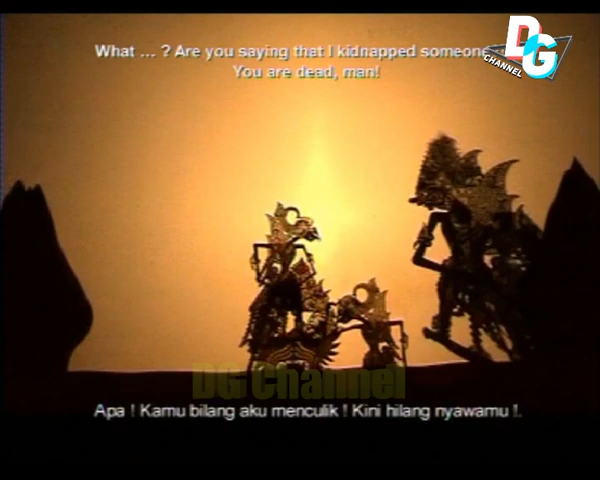 What ... ? Are you saying that I kidnapped someone
You are dead, man!
DG
CHANNEL
DG Channel
Apa ! Kamu bilang aku menculik ! Kini hilang nyawamu !.